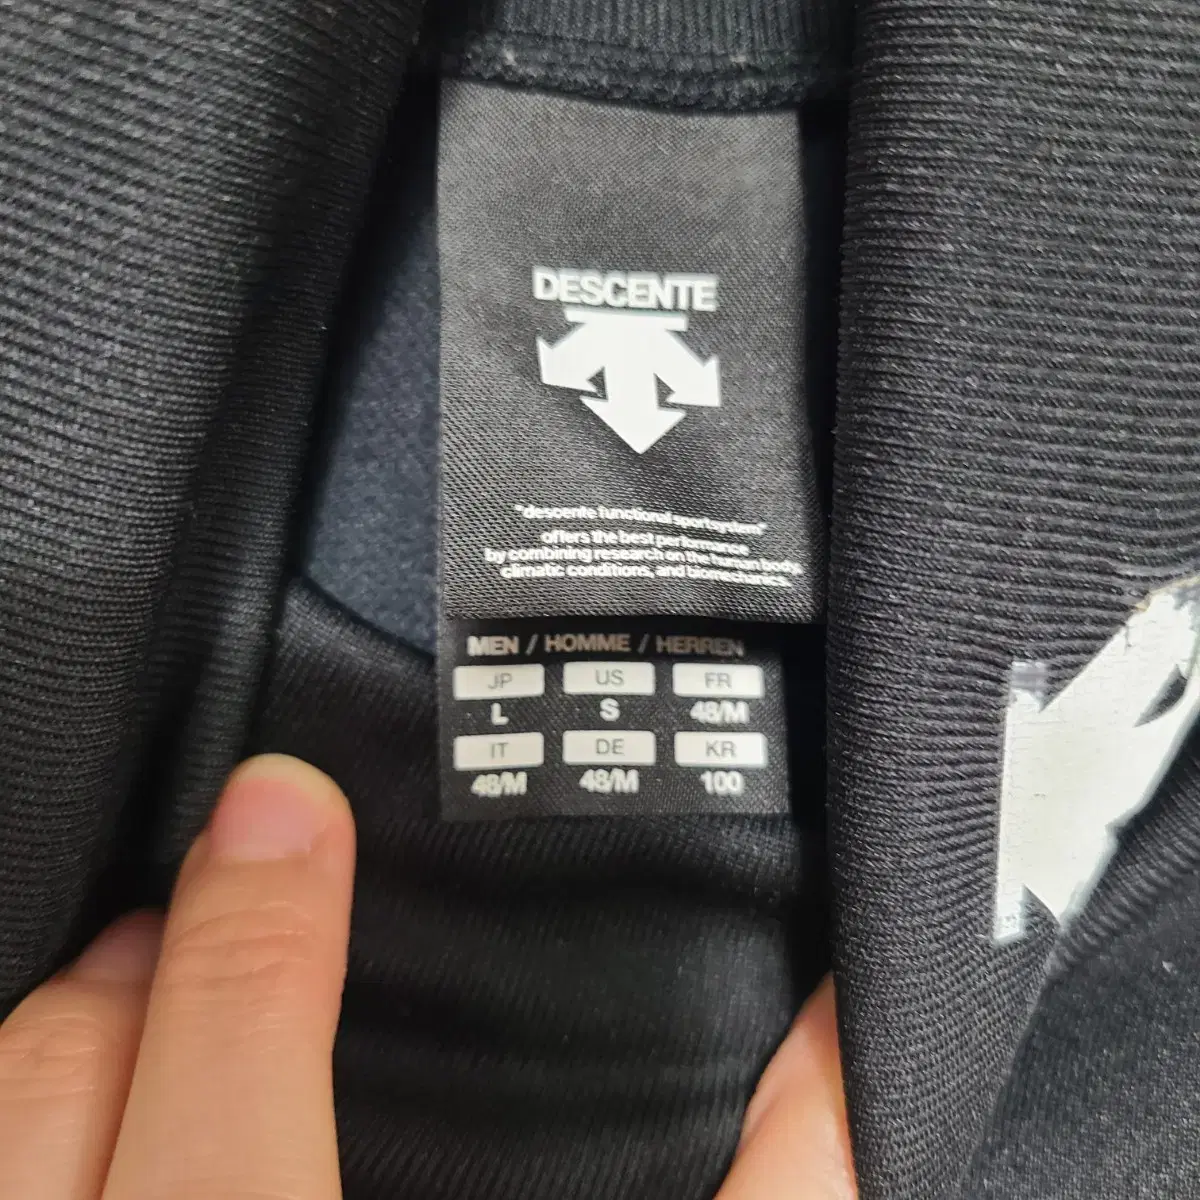 DESCENTE
"descente functional sportsystem"
offers the best performance
by combining research on the human body,
climatic conditions, and biomechanics.
MEN / HOMME / HERREN
JP US FR
L S 48/M
IT DE KR
48/M 48/M 100